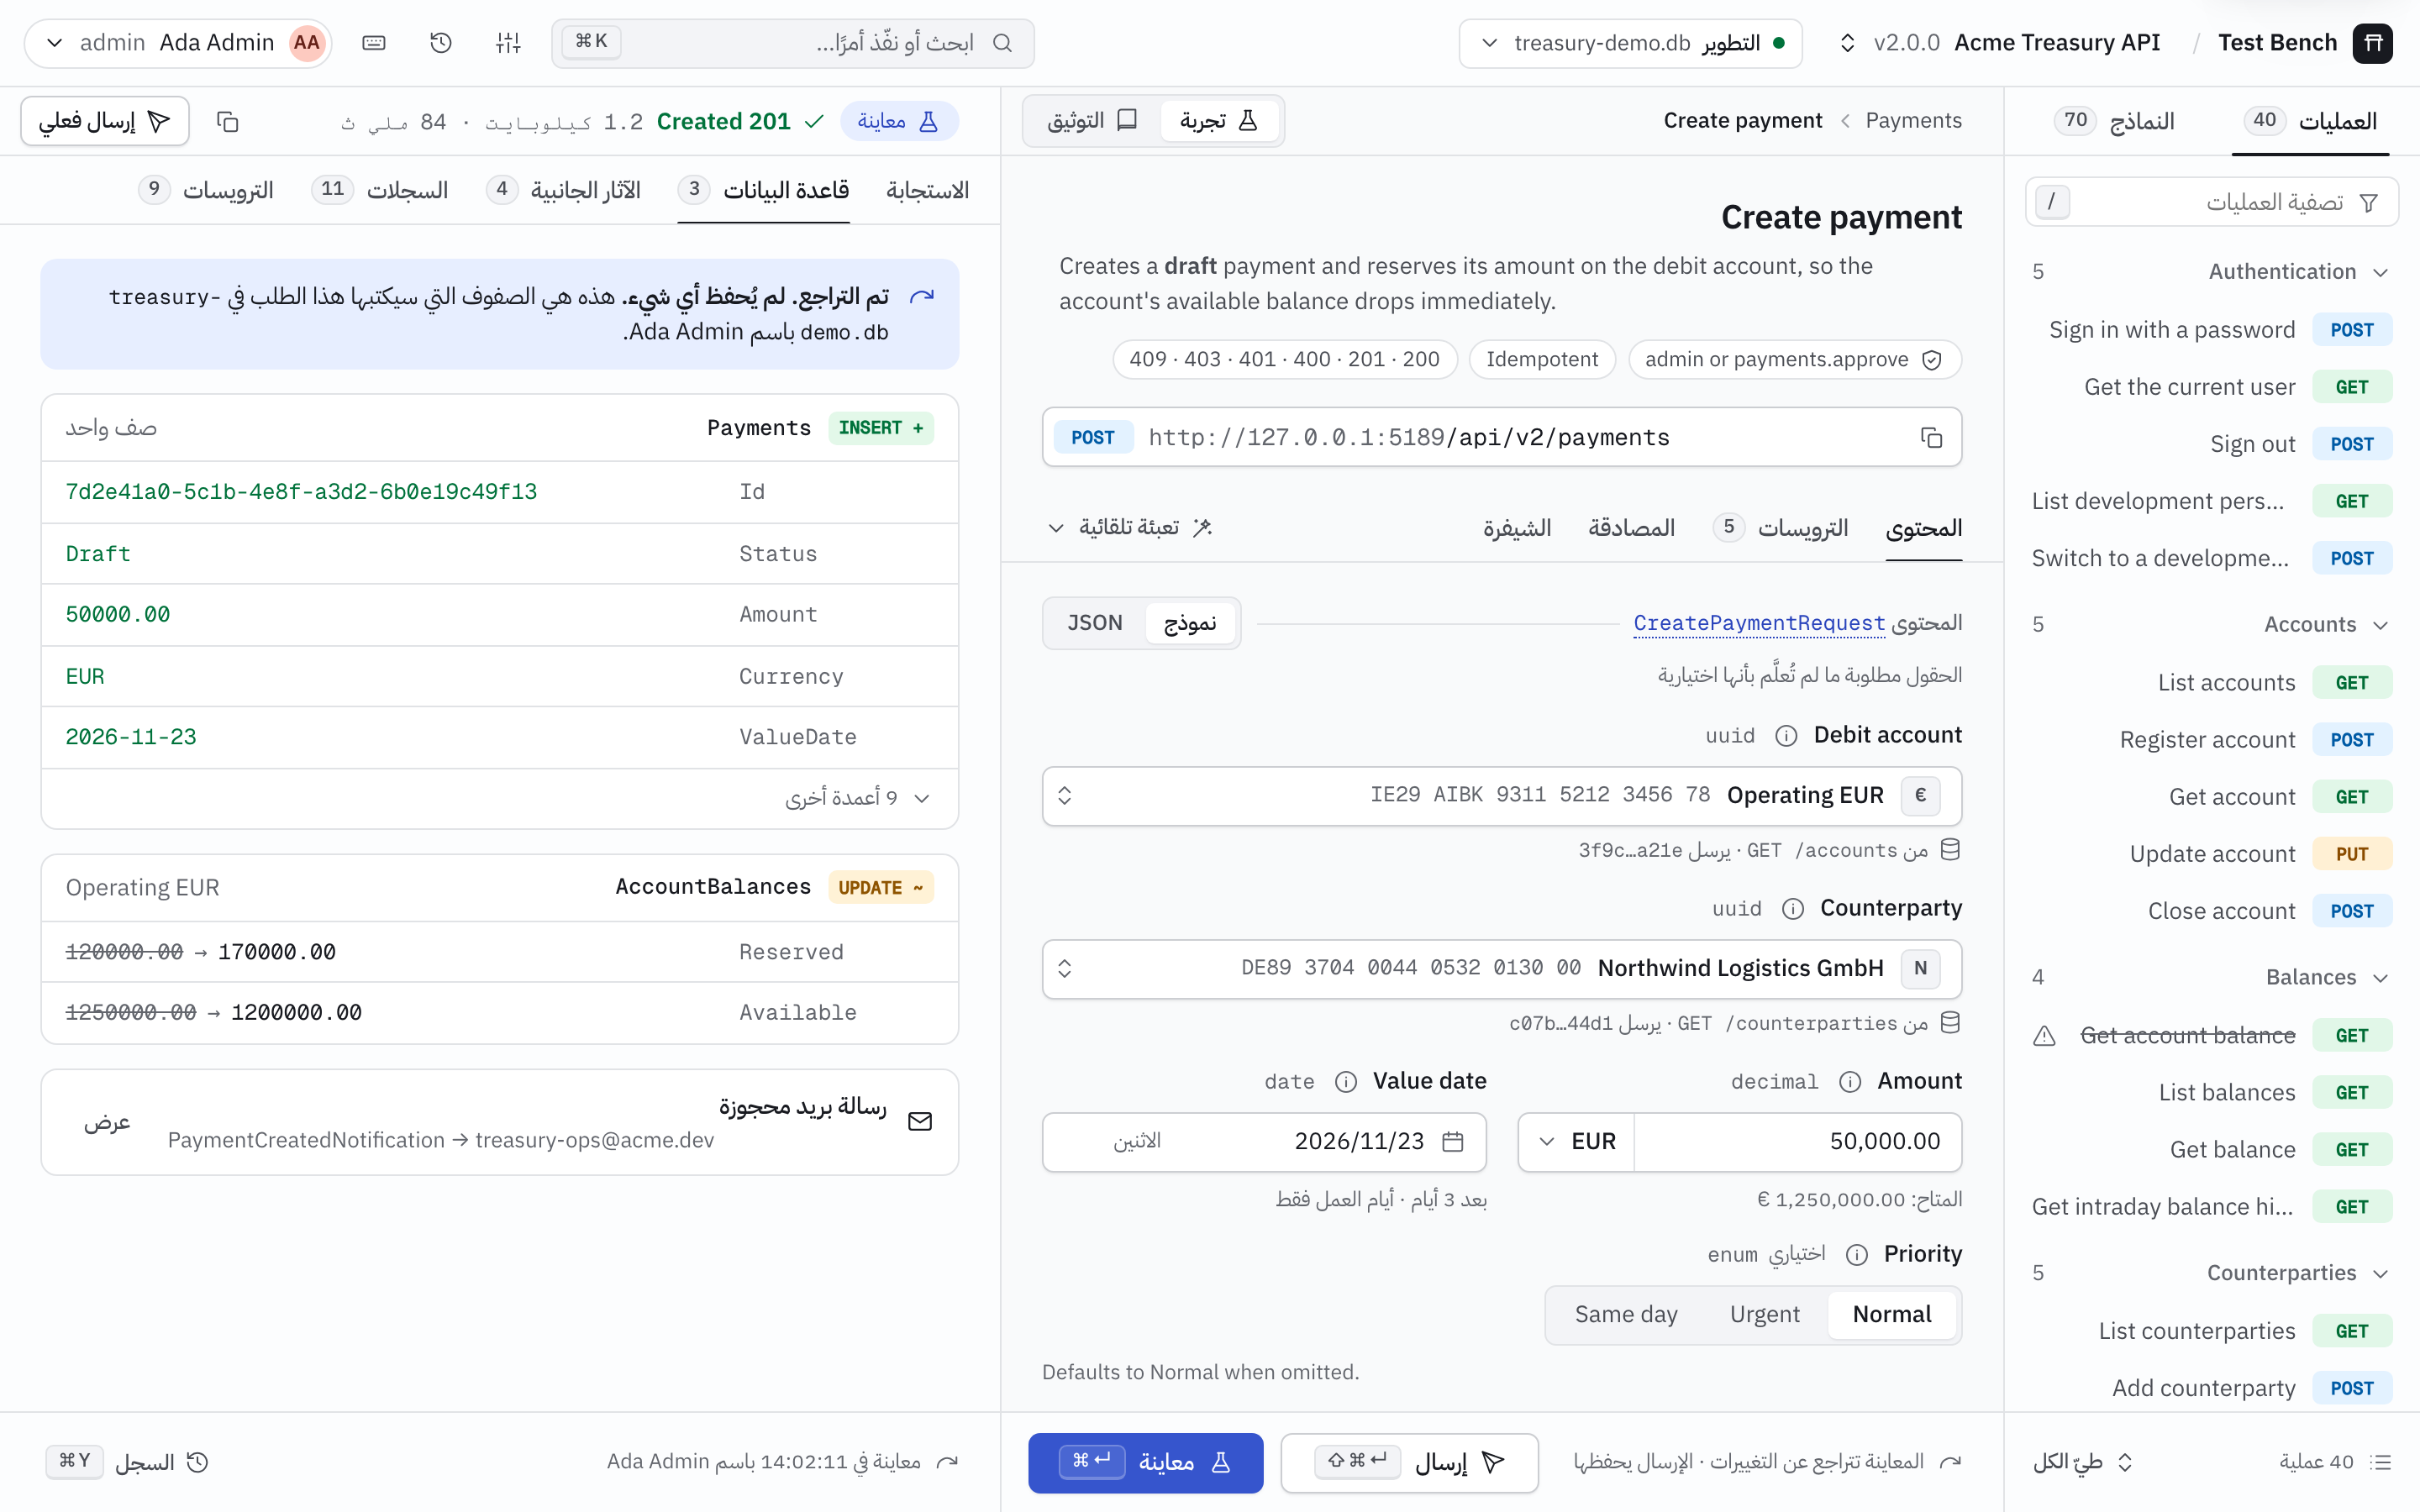 Test Bench / Acme Treasury API v2.0.0
التطوير treasury-demo.db
ابحث أو نفّذ أمرًا... ⌘K
AA Ada Admin admin
العمليات 40
النماذج 70
تصفية العمليات /
Authentication 5
POST Sign in with a password
GET Get the current user
POST Sign out
GET List development pers...
POST Switch to a developme...
Accounts 5
GET List accounts
POST Register account
GET Get account
PUT Update account
POST Close account
Balances 4
GET Get account balance
GET List balances
GET Get balance
GET Get intraday balance hi...
Counterparties 5
GET List counterparties
POST Add counterparty
40 عملية
طيّ الكل
Payments Create payment
تجربة التوثيق
Create payment
Creates a draft payment and reserves its amount on the debit account, so the
account's available balance drops immediately.
admin or payments.approve
Idempotent
409 · 403 · 401 · 400 · 201 · 200
POST http://127.0.0.1:5189/api/v2/payments
المحتوى
الترويسات 5
المصادقة
الشيفرة
تعبئة تلقائية
المحتوى CreatePaymentRequest
نموذج JSON
الحقول مطلوبة ما لم تُعلَّم بأنها اختيارية
Debit account uuid
€ Operating EUR IE29 AIBK 9311 5212 3456 78
من GET /accounts · يرسل 3f9c…a21e
Counterparty uuid
N Northwind Logistics GmbH DE89 3704 0044 0532 0130 00
من GET /counterparties · يرسل c07b…44d1
Amount decimal
50,000.00 EUR
المتاح: 1,250,000.00 €
Value date date
2026/11/23 الاثنين
بعد 3 أيام · أيام العمل فقط
Priority اختياري enum
Normal Urgent Same day
Defaults to Normal when omitted.
المعاينة تتراجع عن التغييرات · الإرسال يحفظها
إرسال ⇧⌘↵
معاينة ⌘↵
معاينة
Created 201 1.2 كيلوبايت · 84 ملي ث
إرسال فعلي
الاستجابة
قاعدة البيانات 3
الآثار الجانبية 4
السجلات 11
الترويسات 9
تم التراجع. لم يُحفظ أي شيء. هذه هي الصفوف التي سيكتبها هذا الطلب في treasury-
demo.db باسم Ada Admin.
INSERT + Payments صف واحد
Id 7d2e41a0-5c1b-4e8f-a3d2-6b0e19c49f13
Status Draft
Amount 50000.00
Currency EUR
ValueDate 2026-11-23
9 أعمدة أخرى
UPDATE ~ AccountBalances Operating EUR
Reserved 120000.00 → 170000.00
Available 1250000.00 → 1200000.00
رسالة بريد محجوزة
PaymentCreatedNotification → treasury-ops@acme.dev
عرض
معاينة في 14:02:11 باسم Ada Admin
السجل ⌘Y